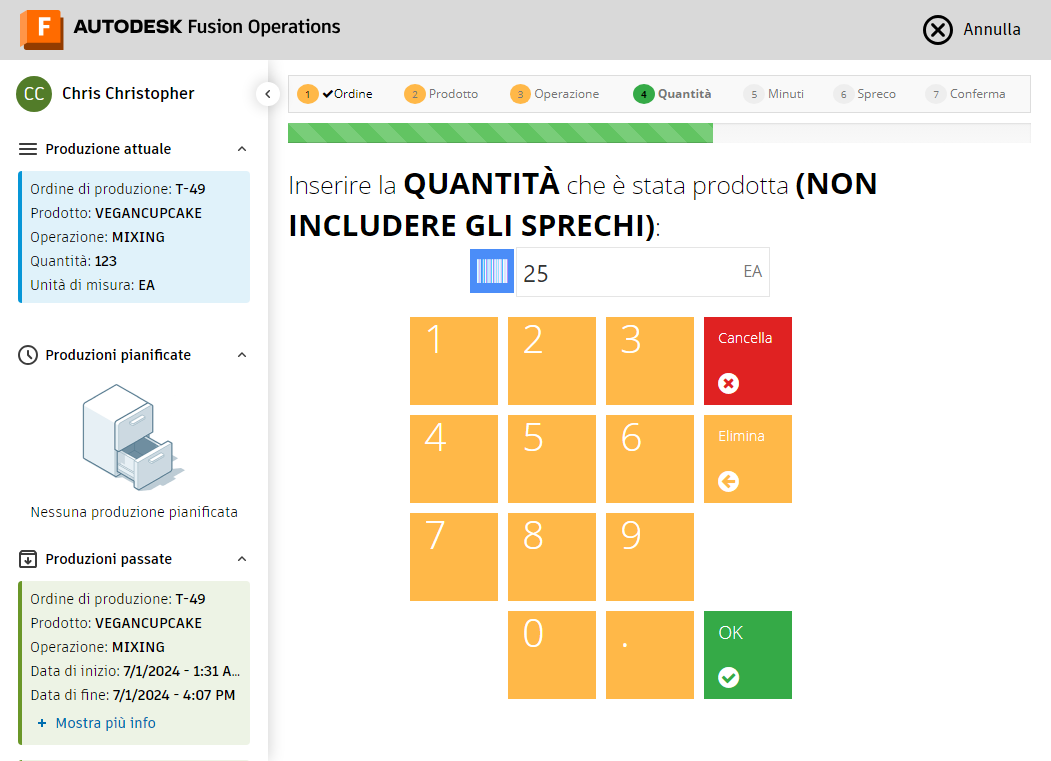 F AUTODESK Fusion Operations
Annulla
CC Chris Christopher
1 Ordine 2 Prodotto 3 Operazione 4 Quantità 5 Minuti 6 Spreco 7 Conferma
Produzione attuale
Ordine di produzione: T-49
Prodotto: VEGANCUPCAKE
Operazione: MIXING
Quantità: 123
Unità di misura: EA
Produzioni pianificate
Nessuna produzione pianificata
Produzioni passate
Ordine di produzione: T-49
Prodotto: VEGANCUPCAKE
Operazione: MIXING
Data di inizio: 7/1/2024 - 1:31 A...
Data di fine: 7/1/2024 - 4:07 PM
+ Mostra più info
Inserire la QUANTITÀ che è stata prodotta (NON
INCLUDERE GLI SPRECHI):
25 EA
1 2 3 Cancella
4 5 6 Elimina
7 8 9
0 . OK